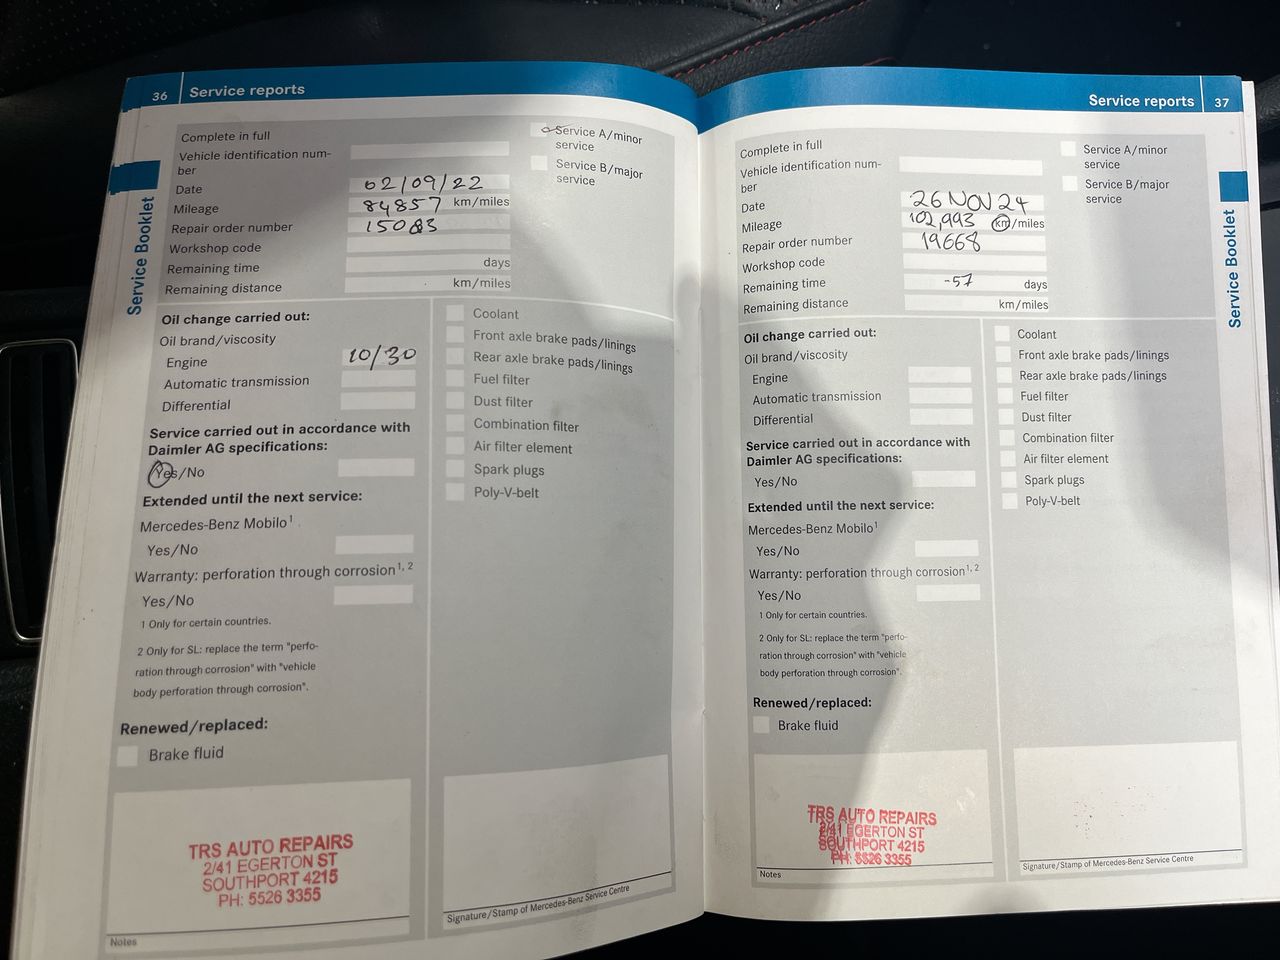 36 Service reports
Complete in full
Vehicle identification num-
ber
Date 02/09/22
Mileage 84857 km/miles
Repair order number 15083
Workshop code
Remaining time days
Remaining distance km/miles
Service A/minor
service
Service B/major
service
Oil change carried out:
Oil brand/viscosity
Engine 10/30
Automatic transmission
Differential
Service carried out in accordance with
Daimler AG specifications:
Yes/No
Extended until the next service:
Mercedes-Benz Mobilo1
Yes/No
Warranty: perforation through corrosion1, 2
Yes/No
1 Only for certain countries.
2 Only for SL: replace the term "perfo-
ration through corrosion" with "vehicle
body perforation through corrosion".
Renewed/replaced:
Brake fluid
Coolant
Front axle brake pads/linings
Rear axle brake pads/linings
Fuel filter
Dust filter
Combination filter
Air filter element
Spark plugs
Poly-V-belt
TRS AUTO REPAIRS
2/41 EGERTON ST
SOUTHPORT 4215
PH: 5526 3355
Notes
Signature/Stamp of Mercedes-Benz Service Centre
Service Booklet
Service reports 37
Complete in full
Vehicle identification num-
ber
Date 26 NOV 24
Mileage 102,993 km/miles
Repair order number 19668
Workshop code
Remaining time -57 days
Remaining distance km/miles
Service A/minor
service
Service B/major
service
Oil change carried out:
Oil brand/viscosity
Engine
Automatic transmission
Differential
Service carried out in accordance with
Daimler AG specifications:
Yes/No
Extended until the next service:
Mercedes-Benz Mobilo1
Yes/No
Warranty: perforation through corrosion1, 2
Yes/No
1 Only for certain countries.
2 Only for SL: replace the term "perfo-
ration through corrosion" with "vehicle
body perforation through corrosion".
Renewed/replaced:
Brake fluid
Coolant
Front axle brake pads/linings
Rear axle brake pads/linings
Fuel filter
Dust filter
Combination filter
Air filter element
Spark plugs
Poly-V-belt
TRS AUTO REPAIRS
2/41 EGERTON ST
SOUTHPORT 4215
PH: 5526 3355
Notes
Signature/Stamp of Mercedes-Benz Service Centre
Service Booklet